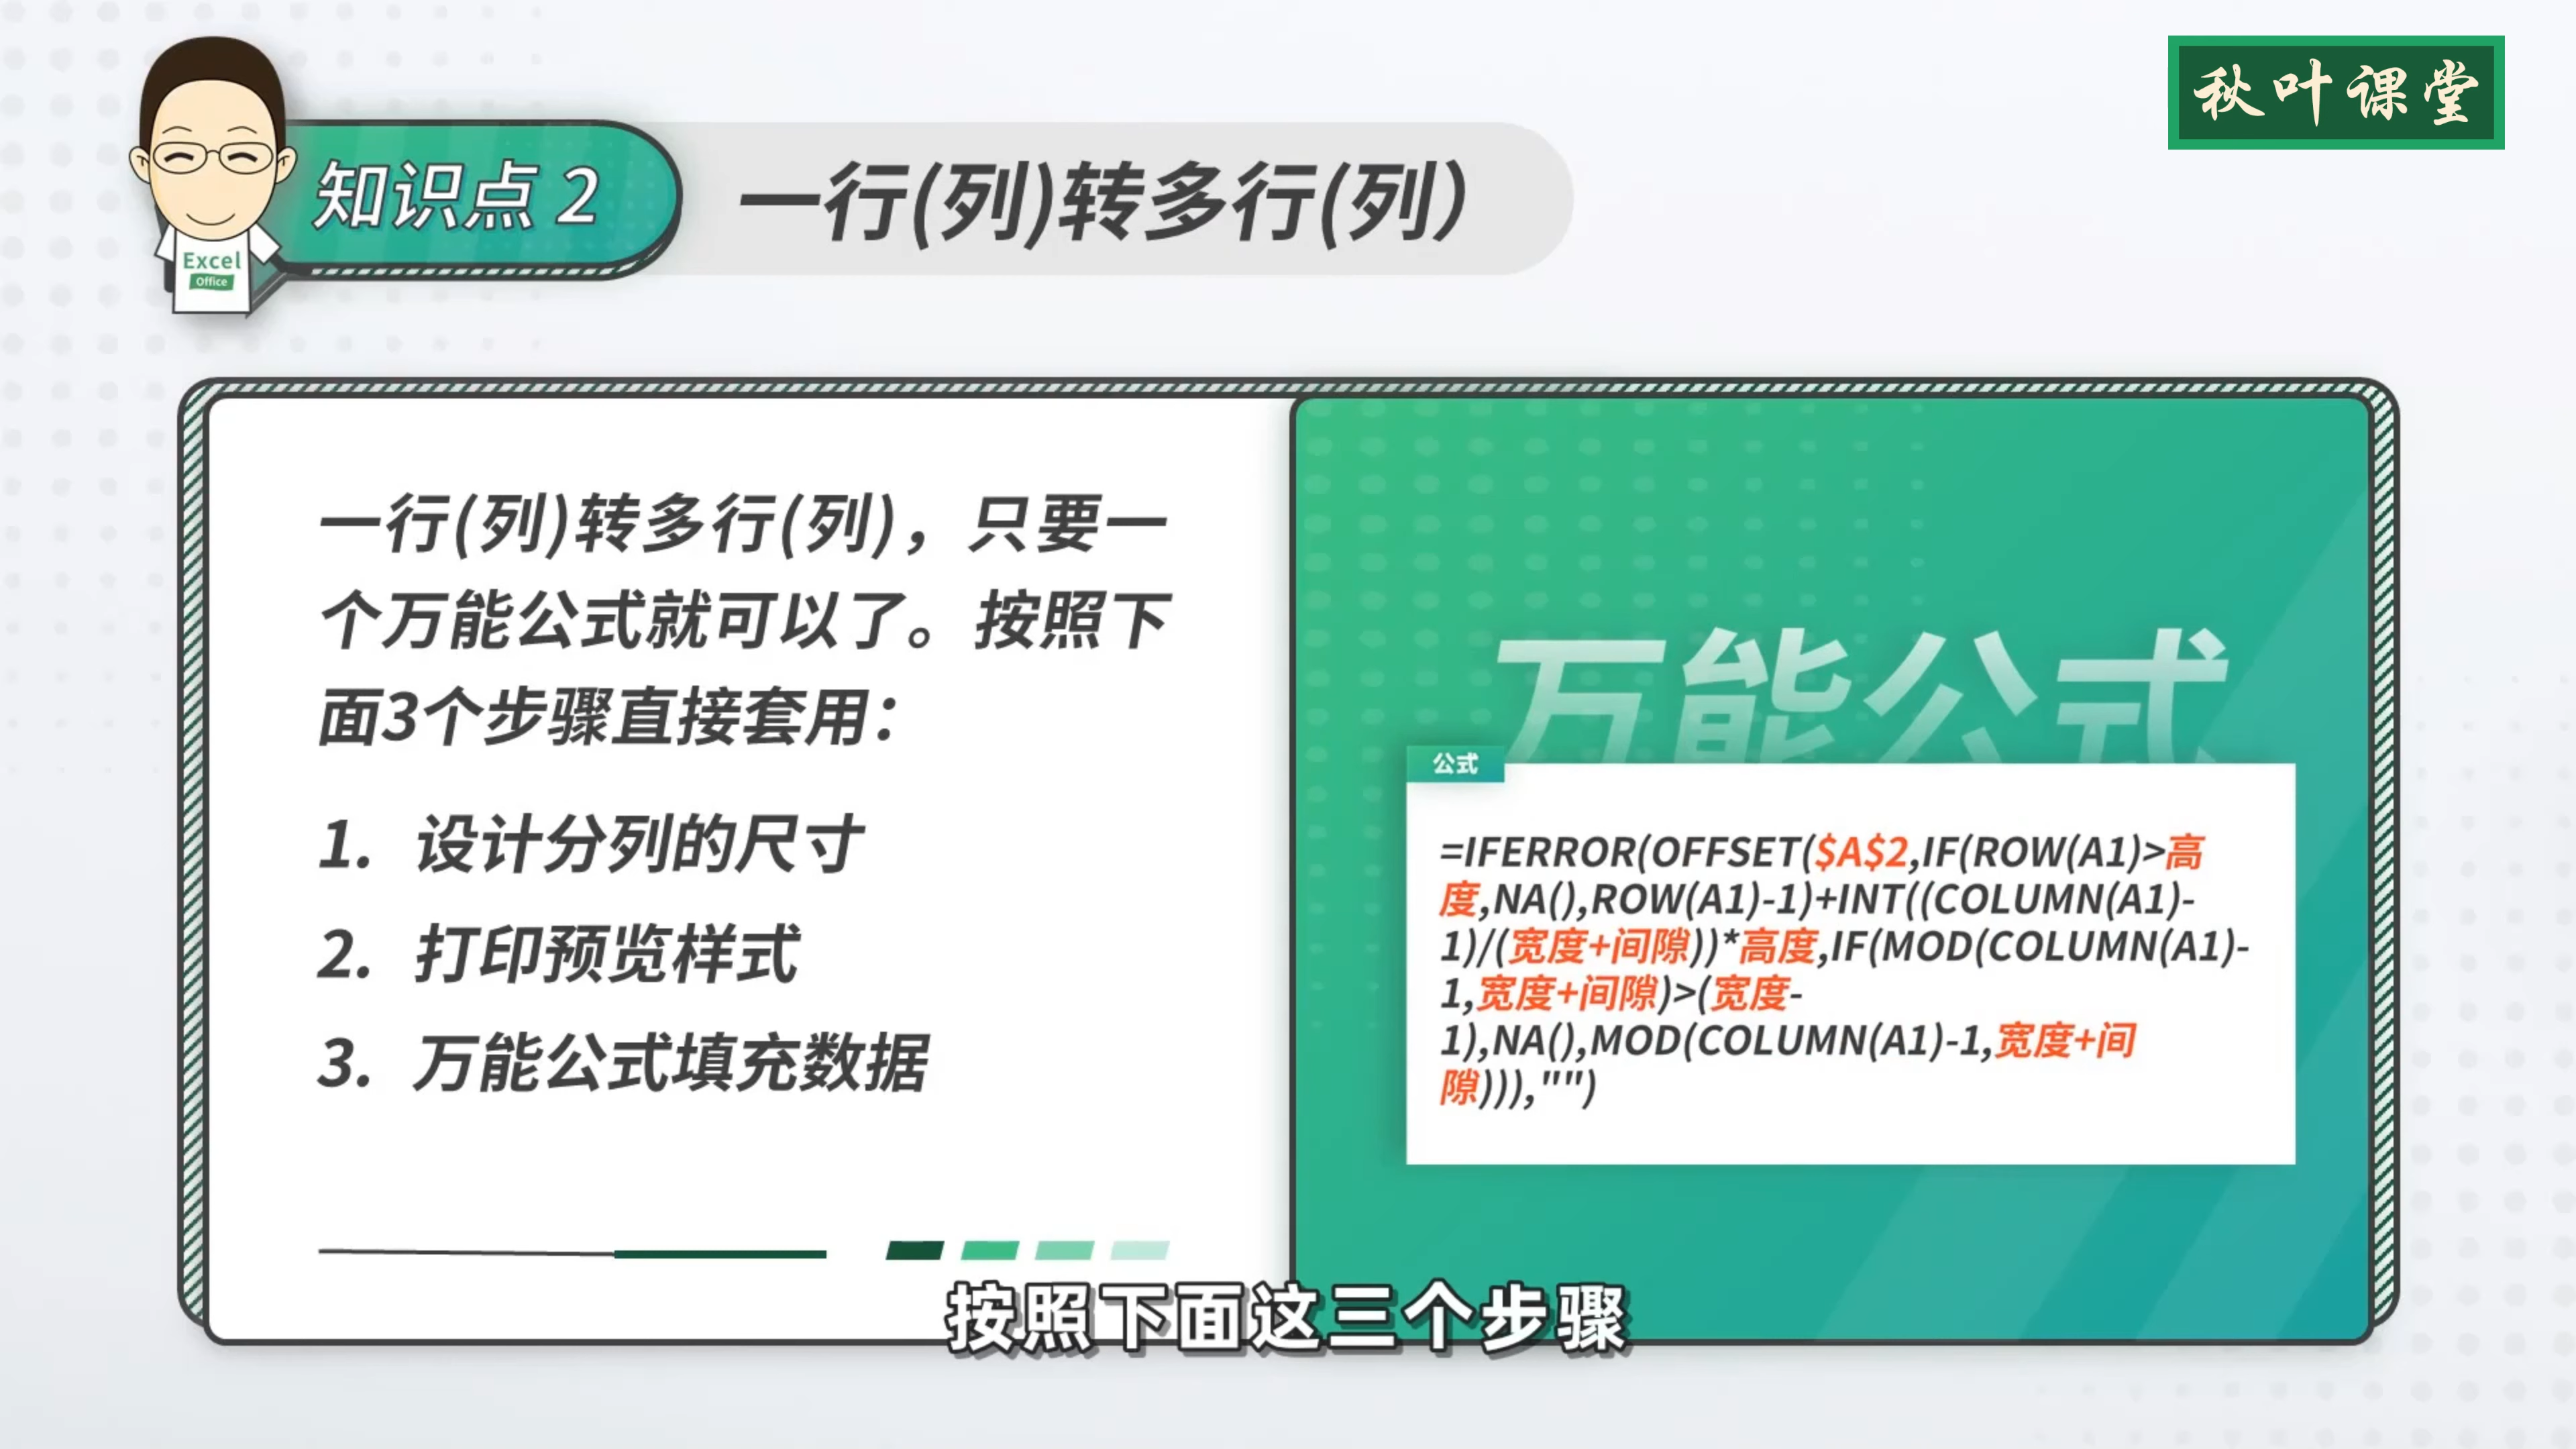 秋叶课堂
Excel
Office
知识点 2
一行(列)转多行(列）
一行(列)转多行(列)，只要一
个万能公式就可以了。按照下
面3个步骤直接套用：
1. 设计分列的尺寸
2. 打印预览样式
3. 万能公式填充数据
万能公式
公式
=IFERROR(OFFSET($A$2,IF(ROW(A1)>高
度,NA(),ROW(A1)-1)+INT((COLUMN(A1)-
1)/(宽度+间隙))*高度,IF(MOD(COLUMN(A1)-
1,宽度+间隙)>(宽度-
1),NA(),MOD(COLUMN(A1)-1,宽度+间
隙))),"")
按照下面这三个步骤